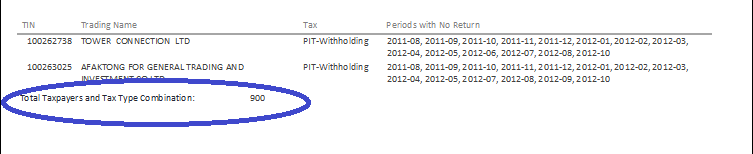 TIN Trading Name Tax Periods with No Return
100262738 TOWER CONNECTION LTD PIT-Withholding 2011-08, 2011-09, 2011-10, 2011-11, 2011-12, 2012-01, 2012-02, 2012-03,
2012-04, 2012-05, 2012-06, 2012-07, 2012-08, 2012-10
100263025 AFAKTONG FOR GENERAL TRADING AND PIT-Withholding 2011-08, 2011-09, 2011-10, 2011-11, 2011-12, 2012-01, 2012-02, 2012-03,
INVESTMENT CO LTD 2012-04, 2012-05, 2012-07, 2012-08, 2012-09, 2012-10
Total Taxpayers and Tax Type Combination: 900